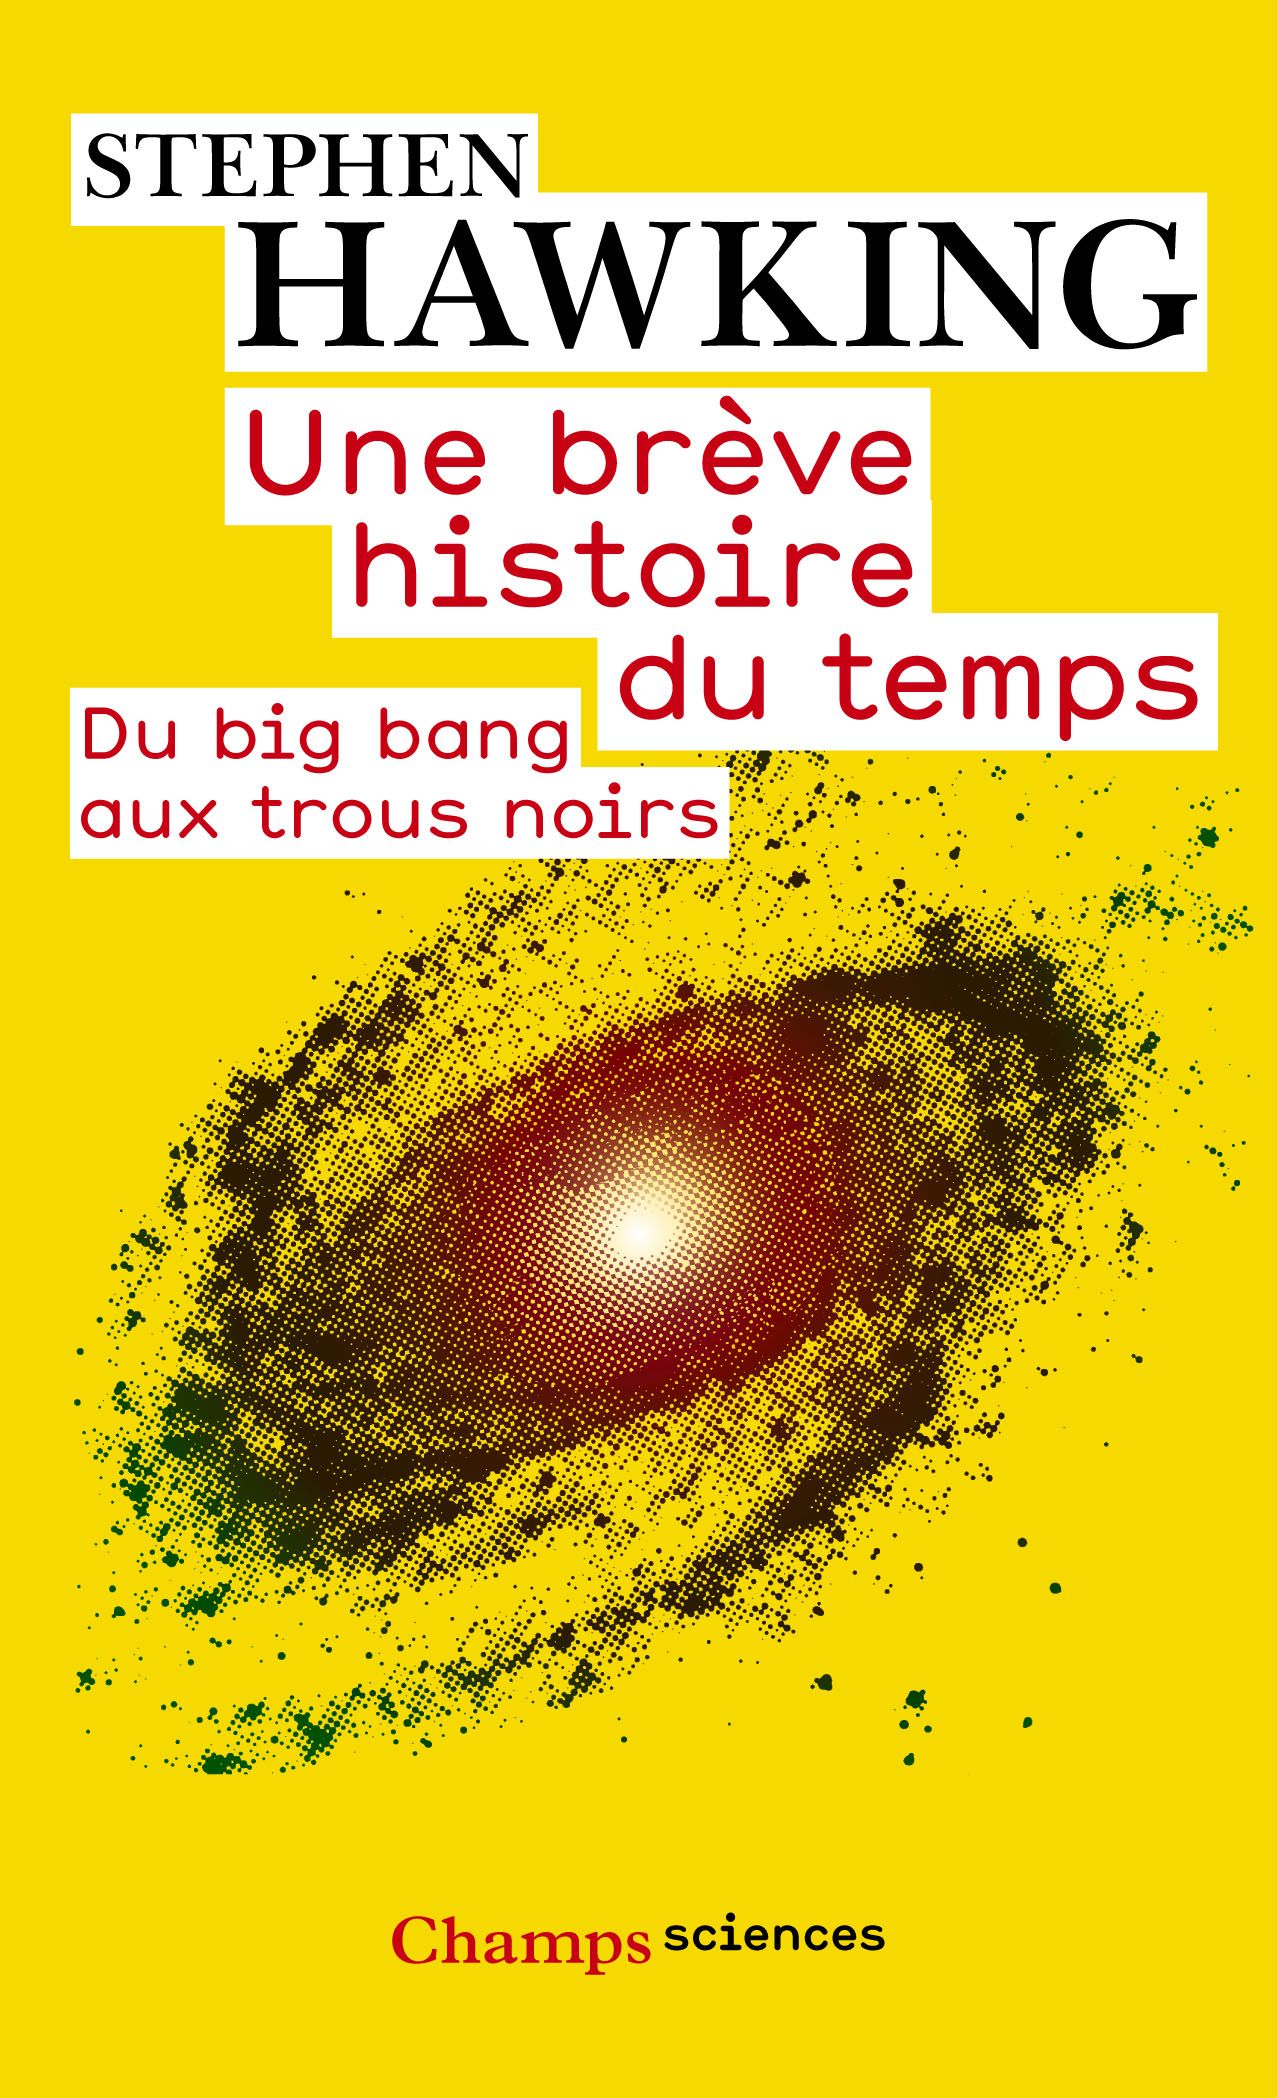 STEPHEN
HAWKING
Une brève
histoire
du temps
Du big bang
aux trous noirs
Champs sciences